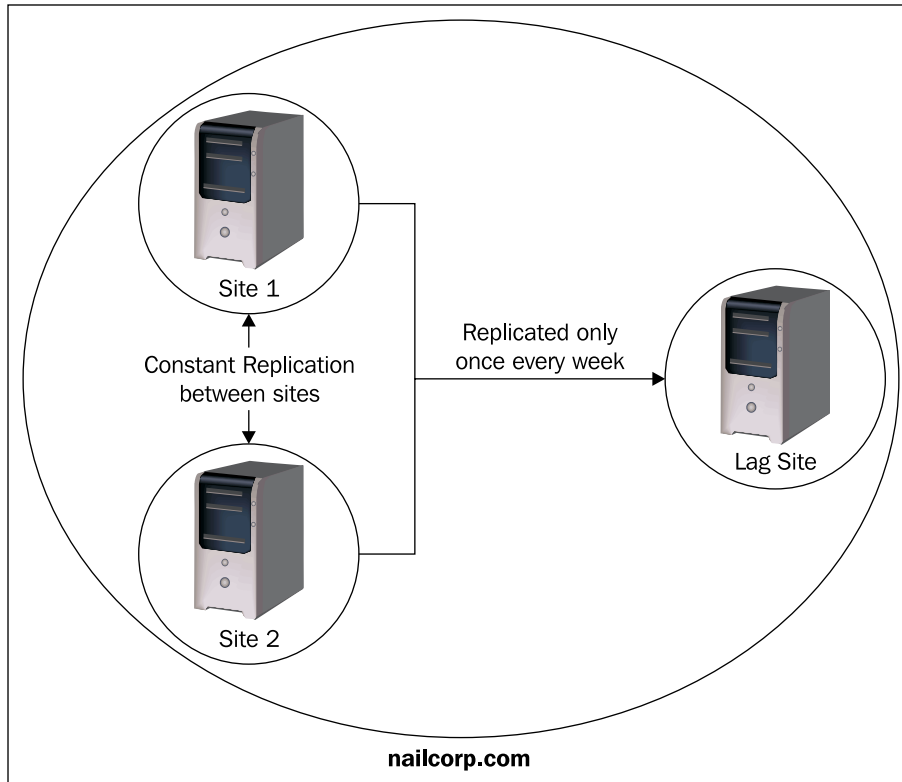 Site 1
Constant Replication
between sites
Replicated only
once every week
Lag Site
Site 2
nailcorp.com